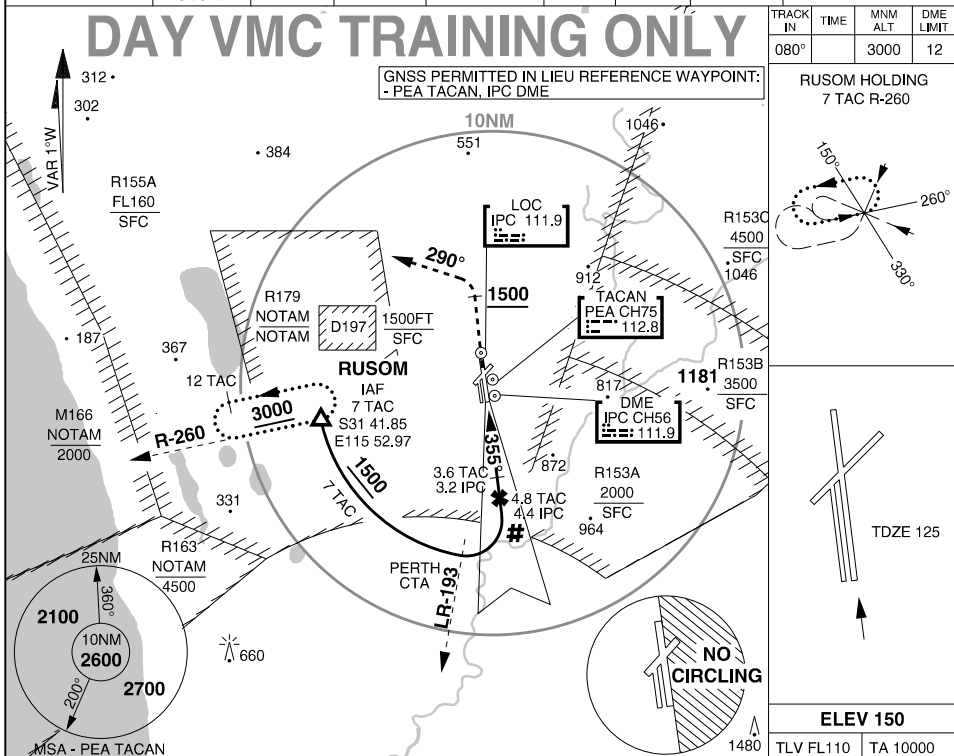 DAY VMC TRAINING ONLY
TRACK IN
TIME
MNM ALT
DME LIMIT
080°
3000
12
GNSS PERMITTED IN LIEU REFERENCE WAYPOINT:
- PEA TACAN, IPC DME
RUSOM HOLDING
7 TAC R-260
150°
260°
330°
VAR 1°W
312
302
384
10NM
551
1046
R155A
FL160
SFC
LOC
IPC 111.9
290°
1500
R153C
4500
SFC
1046
912
TACAN
PEA CH75
112.8
R179
NOTAM
NOTAM
D197
1500FT
SFC
187
367
12 TAC
RUSOM
IAF
7 TAC
S31 41.85
E115 52.97
3000
R-260
M166
NOTAM
2000
1181
R153B
3500
SFC
817
DME
IPC CH56
111.9
1500
7 TAC
355°
3.6 TAC
3.2 IPC
872
4.8 TAC
4.4 IPC
#
R153A
2000
SFC
964
331
R163
NOTAM
4500
PERTH
CTA
LR-193
TDZE 125
25NM
360°
2100
10NM
2600
2700
200°
MSA - PEA TACAN
660
NO
CIRCLING
1480
ELEV 150
TLV FL110
TA 10000